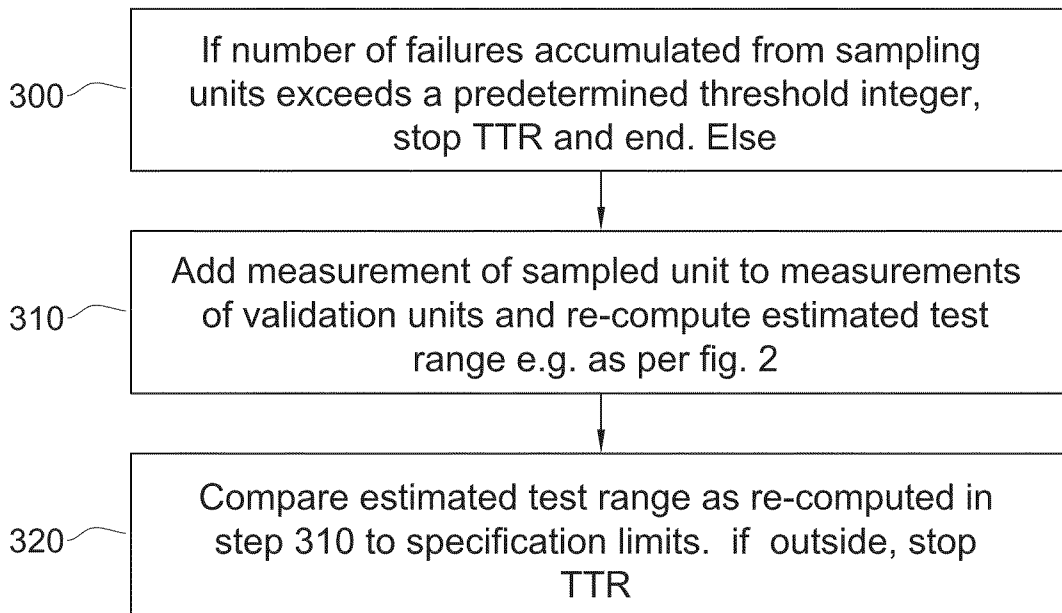 300
If number of failures accumulated from sampling
units exceeds a predetermined threshold integer,
stop TTR and end. Else
310
Add measurement of sampled unit to measurements
of validation units and re-compute estimated test
range e.g. as per fig. 2
320
Compare estimated test range as re-computed in
step 310 to specification limits.  if  outside, stop
TTR